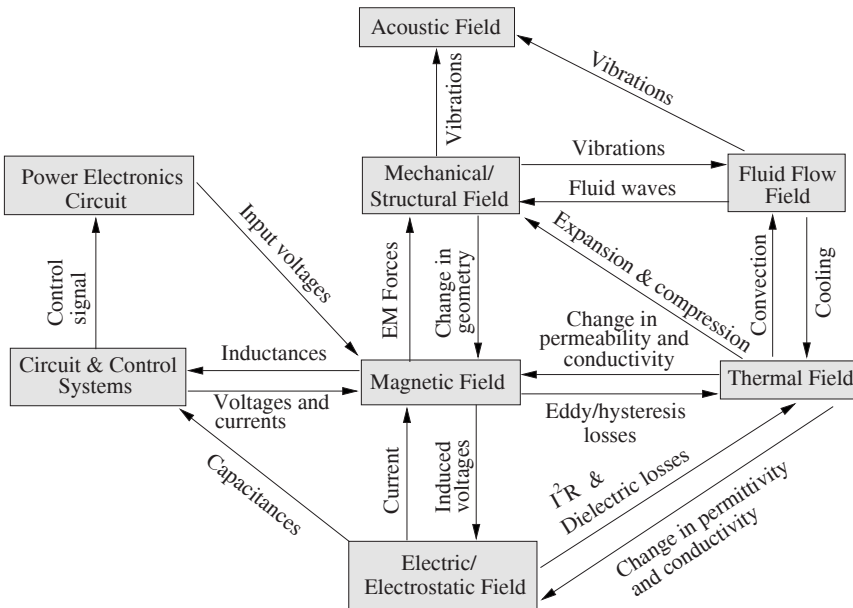 Acoustic Field
Vibrations
Vibrations
Power Electronics
Circuit
Mechanical/
Structural Field
Vibrations
Fluid waves
Fluid Flow
Field
Input voltages
Control
signal
EM Forces
Change in
geometry
Expansion & compression
Convection
Cooling
Circuit & Control
Systems
Inductances
Voltages and
currents
Magnetic Field
Change in
permeability and
conductivity
Eddy/hysteresis
losses
Thermal Field
Capacitances
Current
Induced
voltages
I²R &
Dielectric losses
Change in permittivity
and conductivity
Electric/
Electrostatic Field